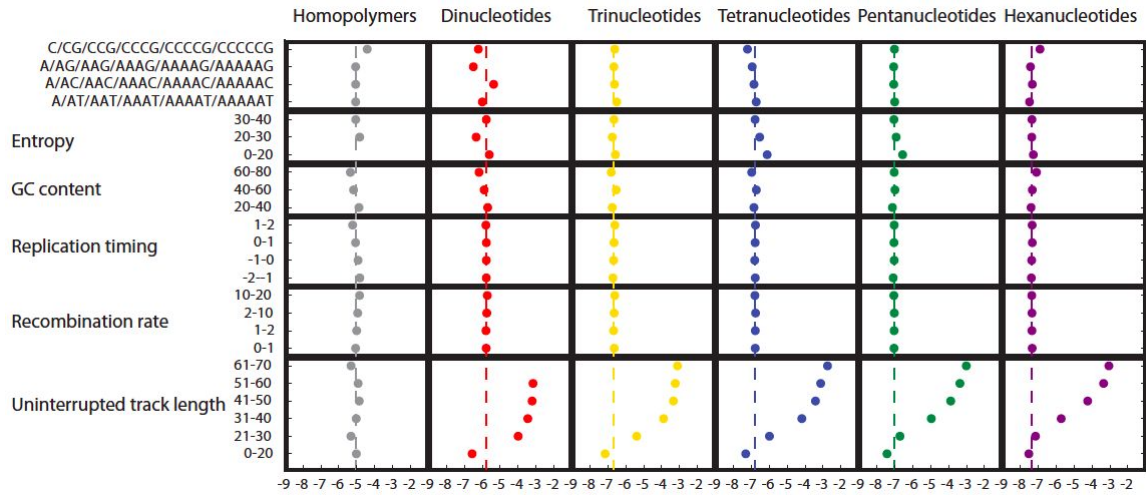 Homopolymers Dinucleotides Trinucleotides Tetranucleotides Pentanucleotides Hexanucleotides
C/CG/CCG/CCCG/CCCCG/CCCCCG
A/AG/AAG/AAAG/AAAAG/AAAAAG
A/AC/AAC/AAAC/AAAAC/AAAAAC
A/AT/AAT/AAAT/AAAAT/AAAAAT
Entropy
30-40
20-30
0-20
GC content
60-80
40-60
20-40
Replication timing
1-2
0-1
-1-0
-2--1
Recombination rate
10-20
2-10
1-2
0-1
Uninterrupted track length
61-70
51-60
41-50
31-40
21-30
0-20
-9 -8 -7 -6 -5 -4 -3 -2 -9 -8 -7 -6 -5 -4 -3 -2 -9 -8 -7 -6 -5 -4 -3 -2 -9 -8 -7 -6 -5 -4 -3 -2 -9 -8 -7 -6 -5 -4 -3 -2 -9 -8 -7 -6 -5 -4 -3 -2